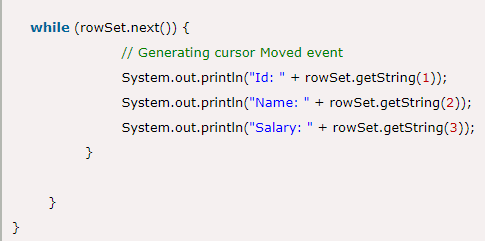 while (rowSet.next()) {
// Generating cursor Moved event
System.out.println("Id: " + rowSet.getString(1));
System.out.println("Name: " + rowSet.getString(2));
System.out.println("Salary: " + rowSet.getString(3));
}
}
}